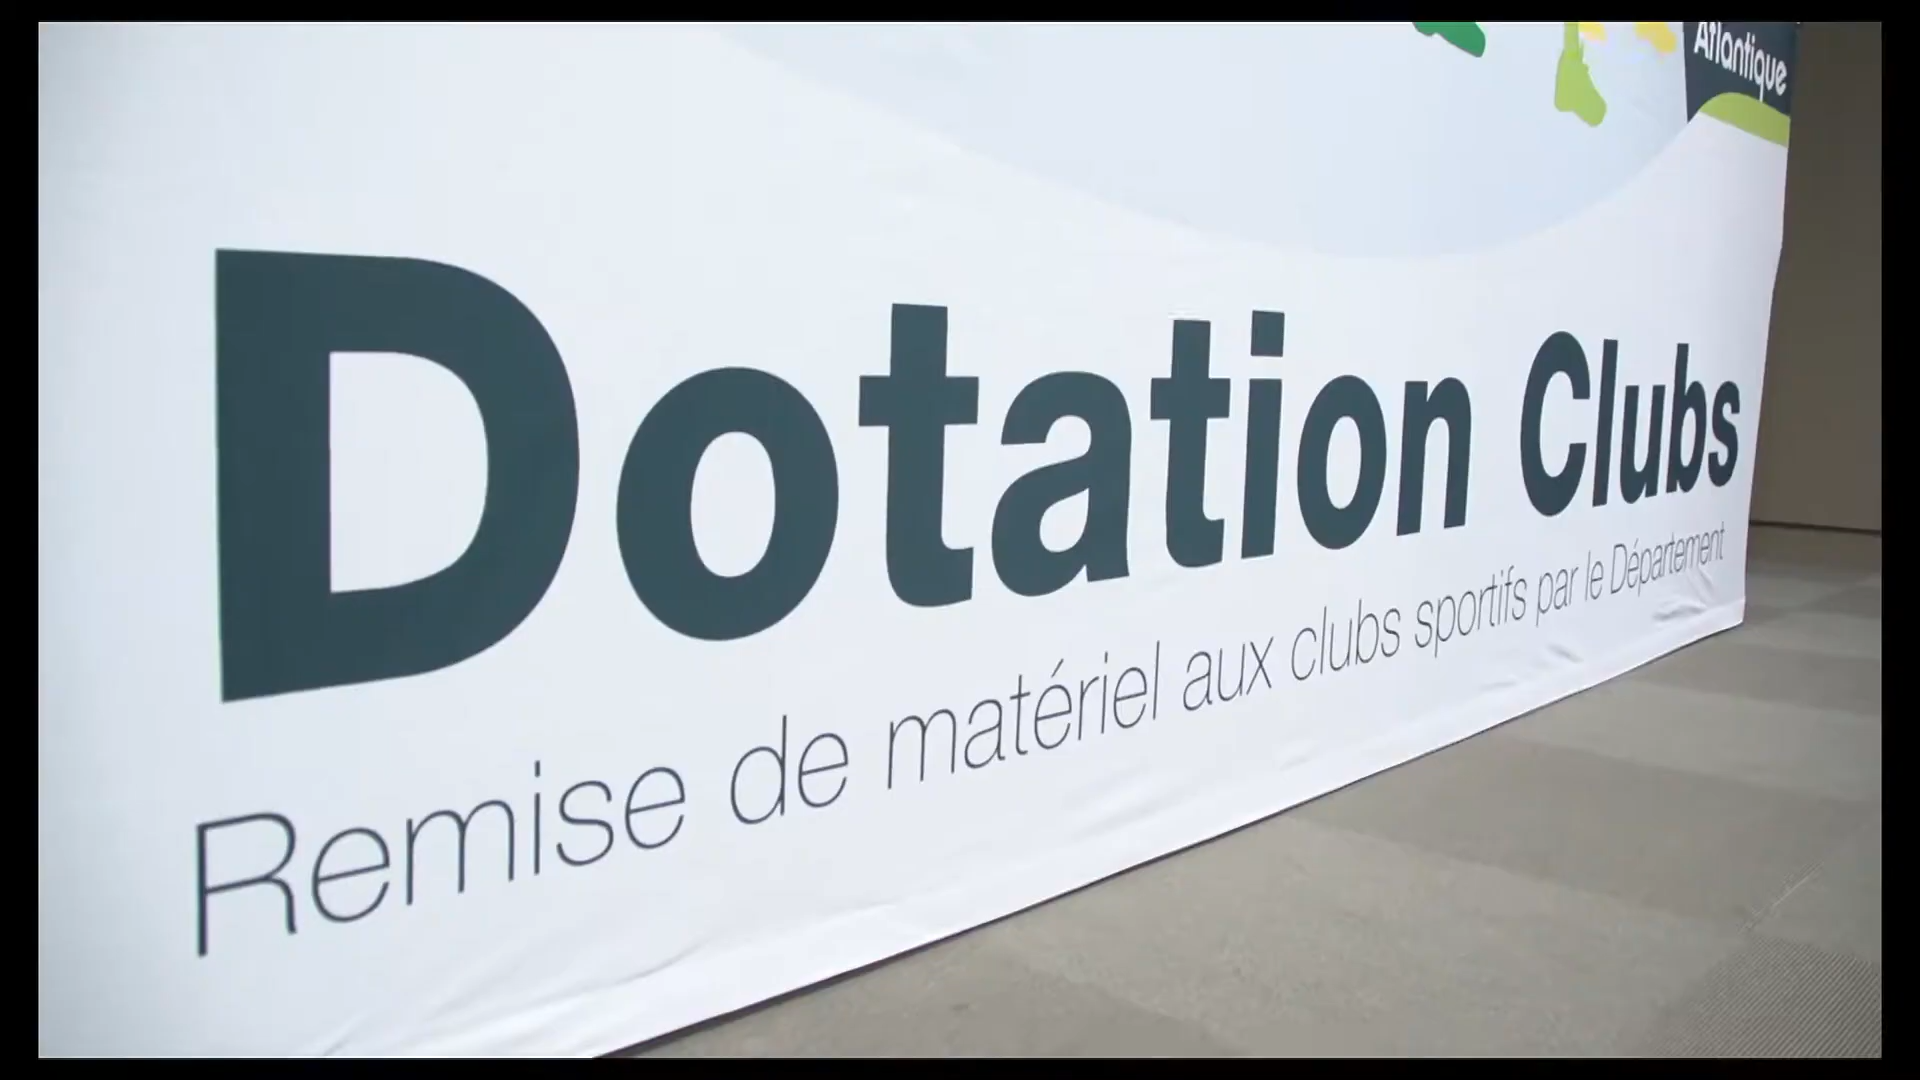 Atlantique
Dotation Clubs
Remise de matériel aux clubs sportifs par le Département